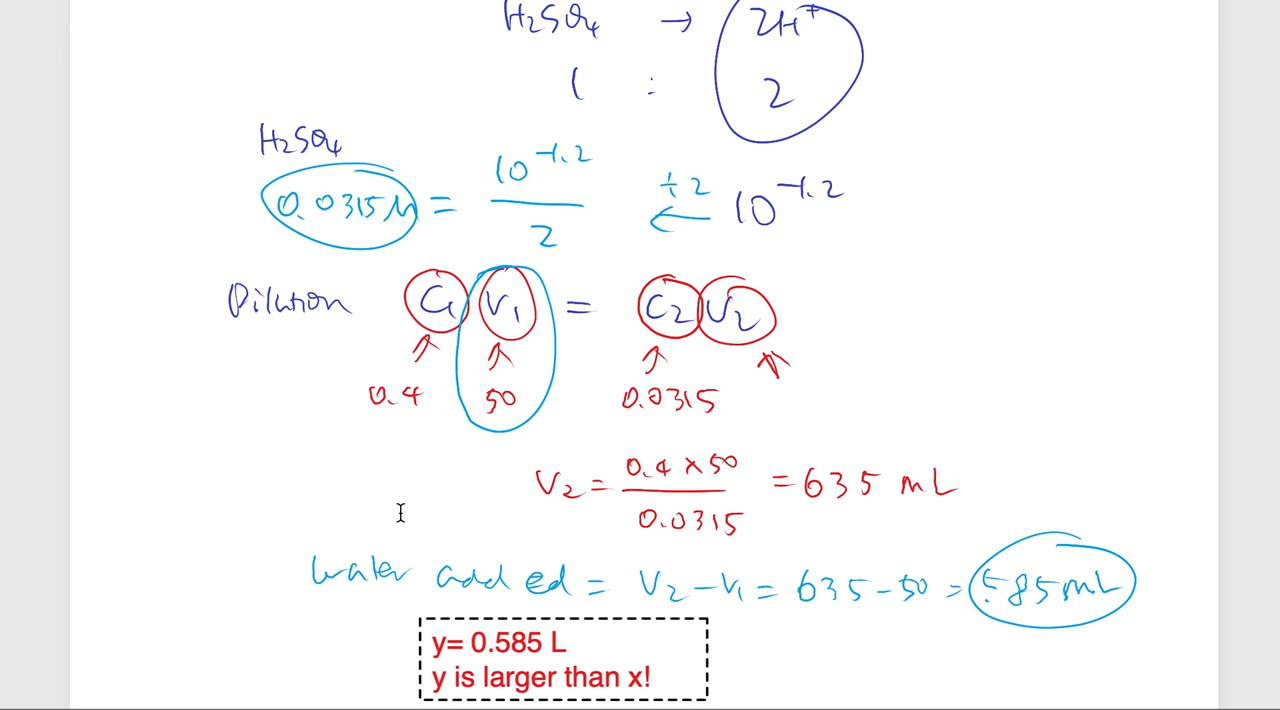 H₂SO₄ → 2H⁺
1 : 2
H₂SO₄
0.0315M = 10^-1.2 / 2 ÷2 ← 10^-1.2
Dilution C₁ V₁ = C₂ V₂
0.4 50 0.0315
V₂ = 0.4 × 50 / 0.0315 = 635 mL
water added = V₂ - V₁ = 635 - 50 = 585 mL
y= 0.585 L
y is larger than x!